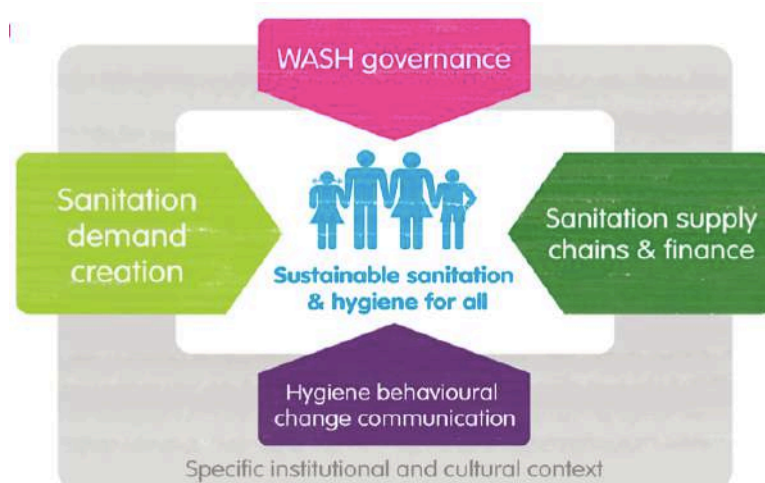 WASH governance
Sanitation
demand
creation
Sustainable sanitation
& hygiene for all
Sanitation supply
chains & finance
Hygiene behavioural
change communication
Specific institutional and cultural context